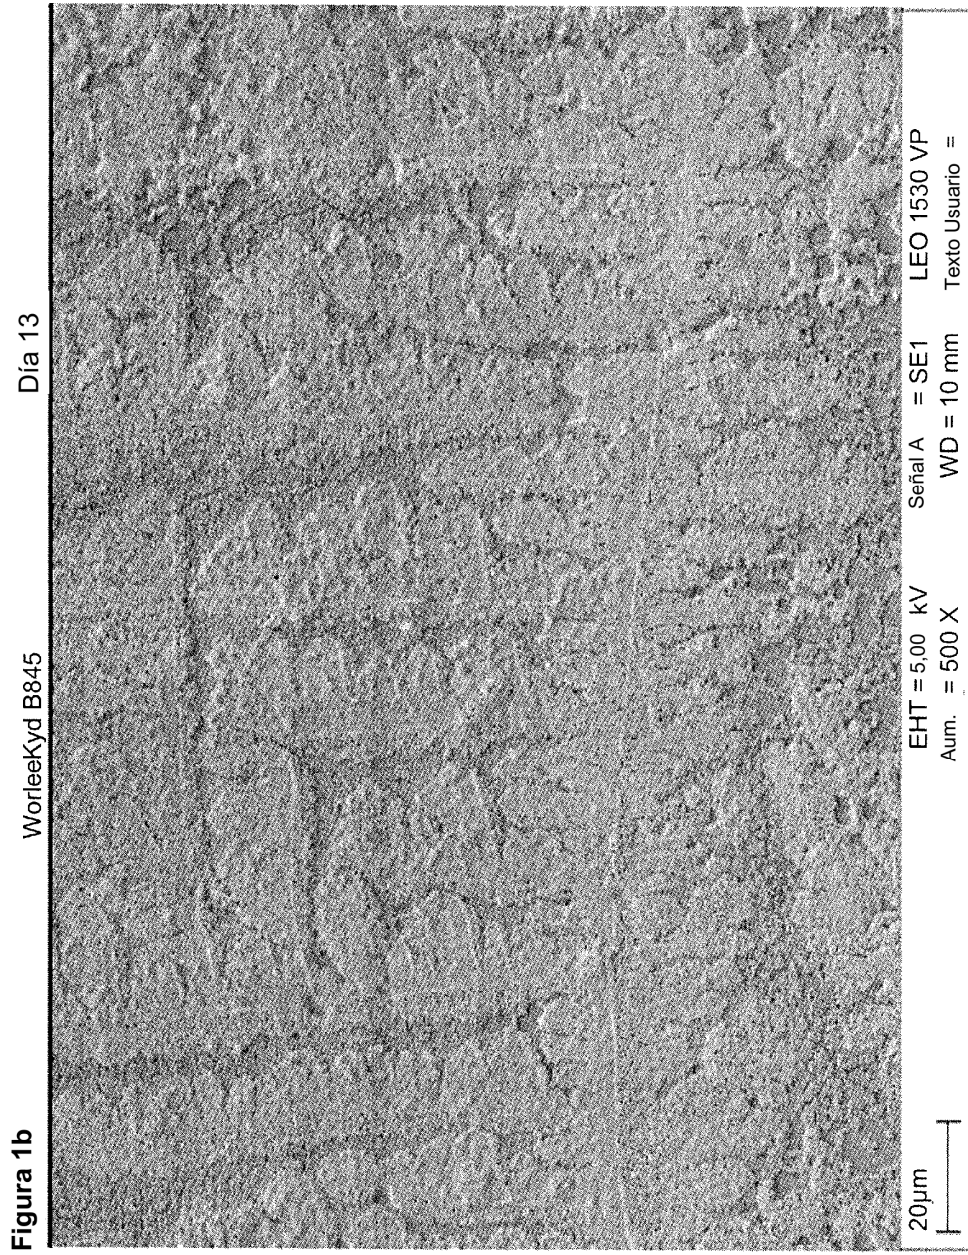 Figura 1b
WorleeKyd B845 Día 13
20µm EHT = 5,00 kV Señal A = SE1 LEO 1530 VP
Aum. = 500 X WD = 10 mm Texto Usuario =